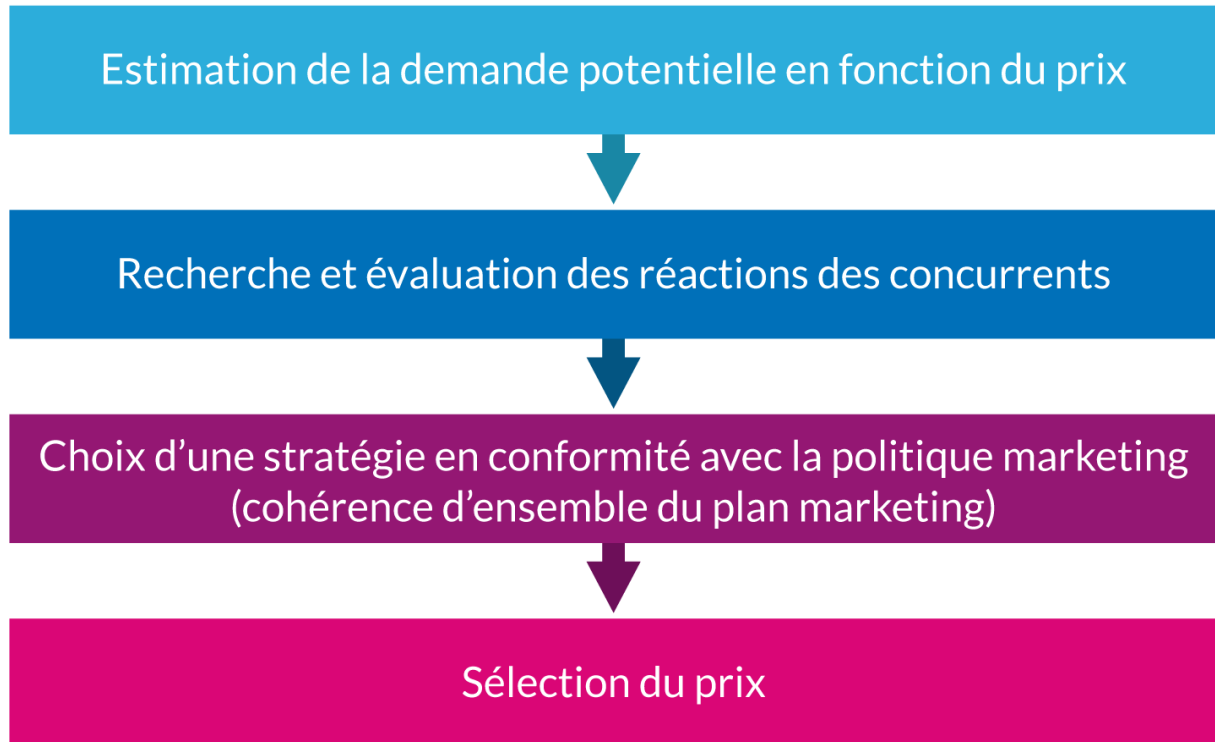 Estimation de la demande potentielle en fonction du prix
Recherche et évaluation des réactions des concurrents
Choix d’une stratégie en conformité avec la politique marketing
(cohérence d’ensemble du plan marketing)
Sélection du prix